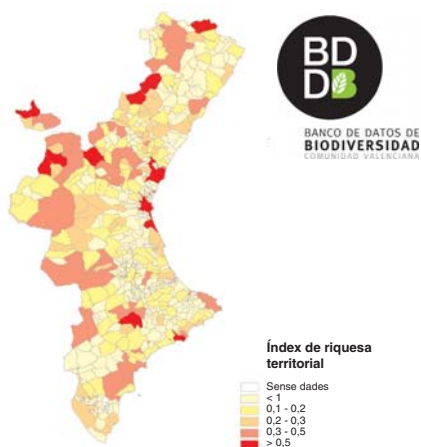 BD
DB
BANCO DE DATOS DE
BIODIVERSIDAD
COMUNIDAD VALENCIANA
Índex de riquesa
territorial
Sense dades
< 1
0,1 - 0,2
0,2 - 0,3
0,3 - 0,5
> 0,5